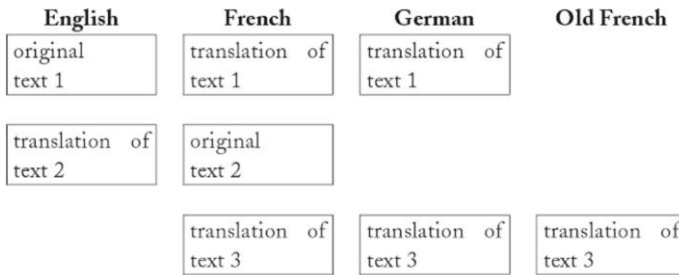 English French German Old French
original translation of translation of
text 1 text 1 text 1
translation of original
text 2 text 2
translation of translation of translation of
text 3 text 3 text 3